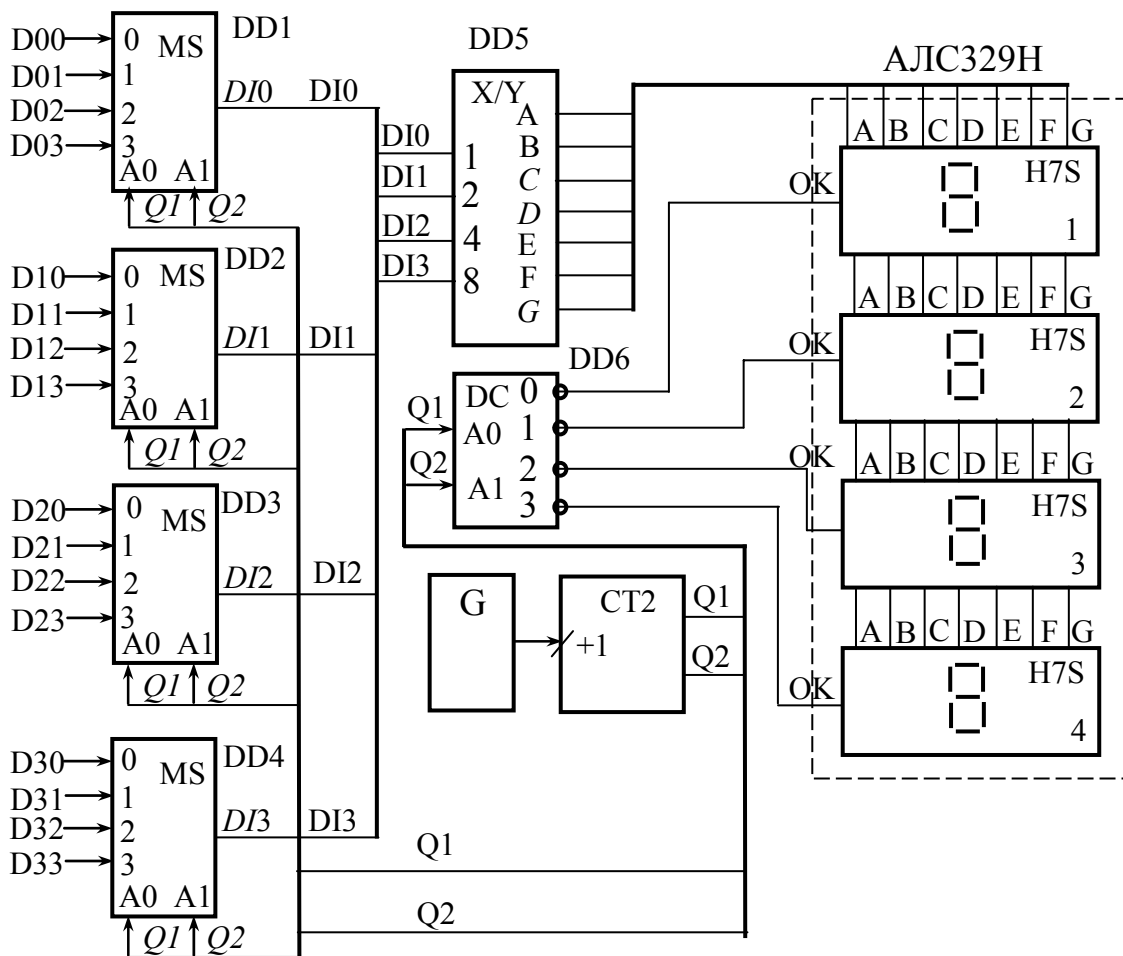 D00
D01
D02
D03
0
1
2
3
MS
A0 A1
DD1
DI0
DI0
Q1 Q2
D10
D11
D12
D13
0
1
2
3
MS
A0 A1
DD2
DI1
DI1
Q1 Q2
D20
D21
D22
D23
0
1
2
3
MS
A0 A1
DD3
DI2
DI2
Q1 Q2
D30
D31
D32
D33
0
1
2
3
MS
A0 A1
DD4
DI3
DI3
Q1 Q2
DD5
X/Y
DI0
DI1
DI2
DI3
1
2
4
8
A
B
C
D
E
F
G
DD6
DC
Q1
Q2
A0
A1
0
1
2
3
G
CT2
+1
Q1
Q2
Q1
Q2
АЛС329Н
A B C D E F G
OK
H7S
1
A B C D E F G
OK
H7S
2
A B C D E F G
OK
H7S
3
A B C D E F G
OK
H7S
4